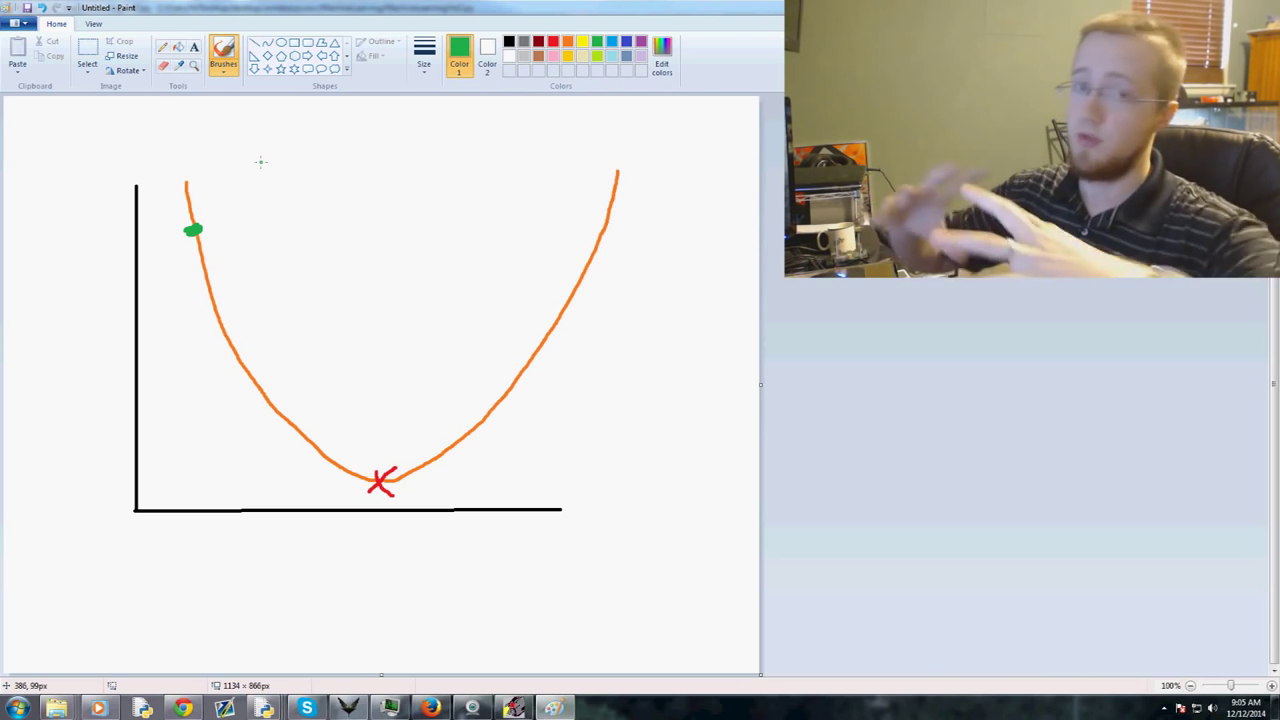 Untitled - Paint
Home View
Paste
Cut
Copy
Clipboard
Select
Crop
Resize
Rotate
Image
Tools
Brushes
Shapes
Outline
Fill
Size
Color 1
Color 2
Edit colors
Colors
386, 99px
1134 × 866px
100%
9:05 AM
12/12/2014